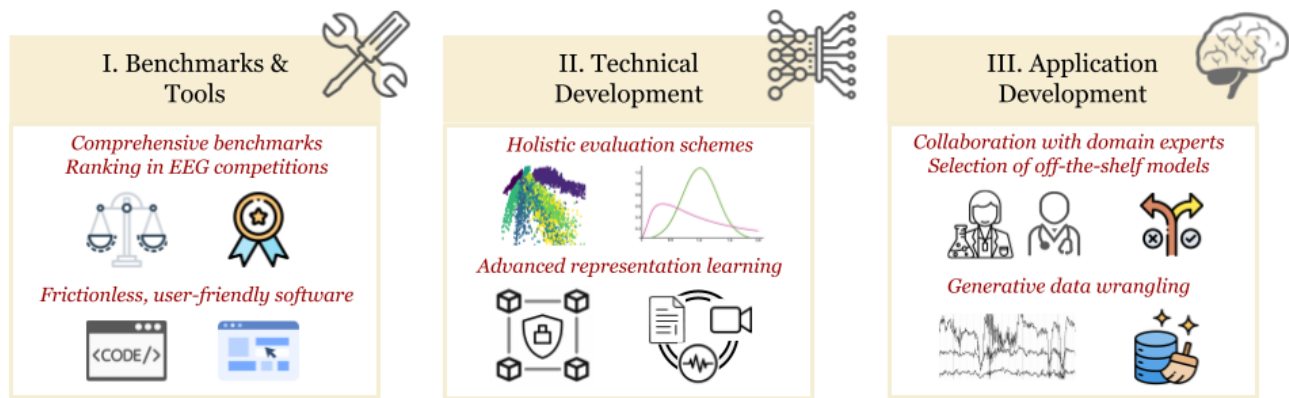 I. Benchmarks &
Tools
Comprehensive benchmarks
Ranking in EEG competitions
Frictionless, user-friendly software
<CODE/>
II. Technical
Development
Holistic evaluation schemes
Advanced representation learning
III. Application
Development
Collaboration with domain experts
Selection of off-the-shelf models
Generative data wrangling